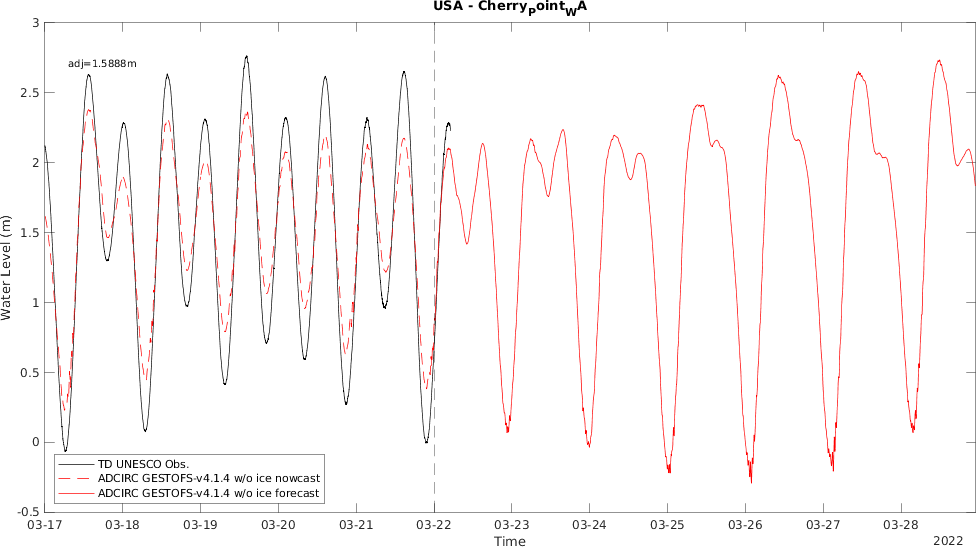 USA - CherryPointWA
adj=1.5888m
3
2.5
2
1.5
1
0.5
0
-0.5
Water Level (m)
TD UNESCO Obs.
ADCIRC GESTOFS-v4.1.4 w/o ice nowcast
ADCIRC GESTOFS-v4.1.4 w/o ice forecast
03-17 03-18 03-19 03-20 03-21 03-22 03-23 03-24 03-25 03-26 03-27 03-28
Time
2022